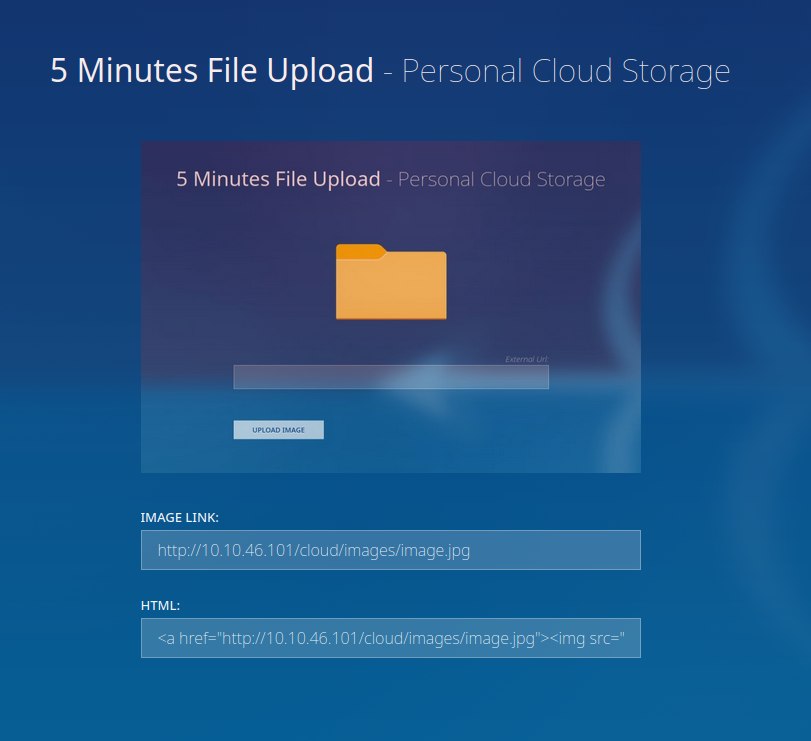 5 Minutes File Upload - Personal Cloud Storage
5 Minutes File Upload - Personal Cloud Storage
External Url:
UPLOAD IMAGE
IMAGE LINK:
http://10.10.46.101/cloud/images/image.jpg
HTML:
<a href="http://10.10.46.101/cloud/images/image.jpg"><img src="